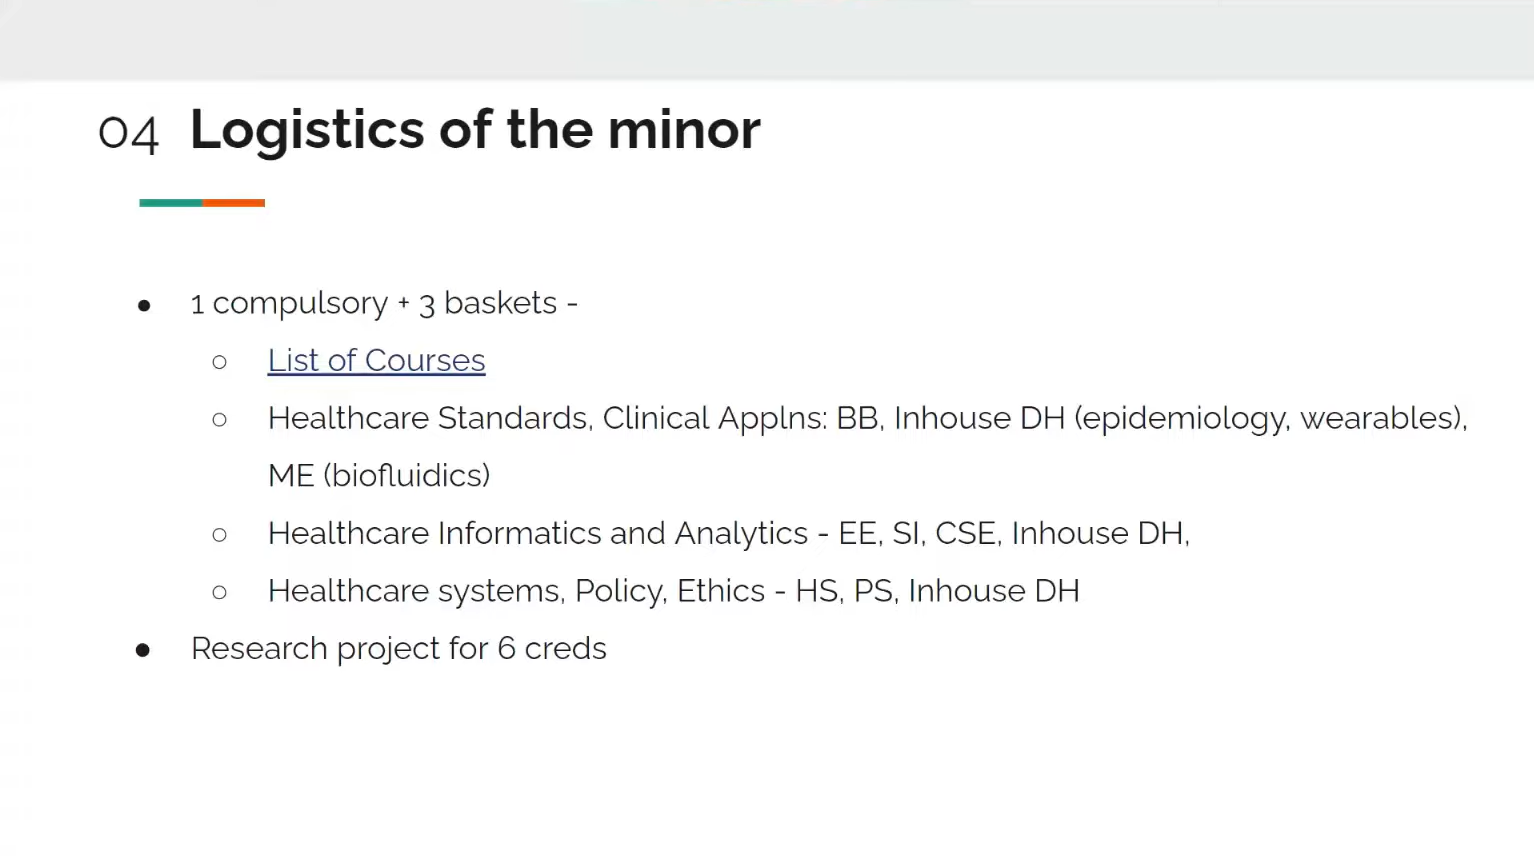 04 Logistics of the minor
● 1 compulsory + 3 baskets -
○ List of Courses
○ Healthcare Standards, Clinical Applns: BB, Inhouse DH (epidemiology, wearables),
ME (biofluidics)
○ Healthcare Informatics and Analytics - EE, SI, CSE, Inhouse DH,
○ Healthcare systems, Policy, Ethics - HS, PS, Inhouse DH
● Research project for 6 creds